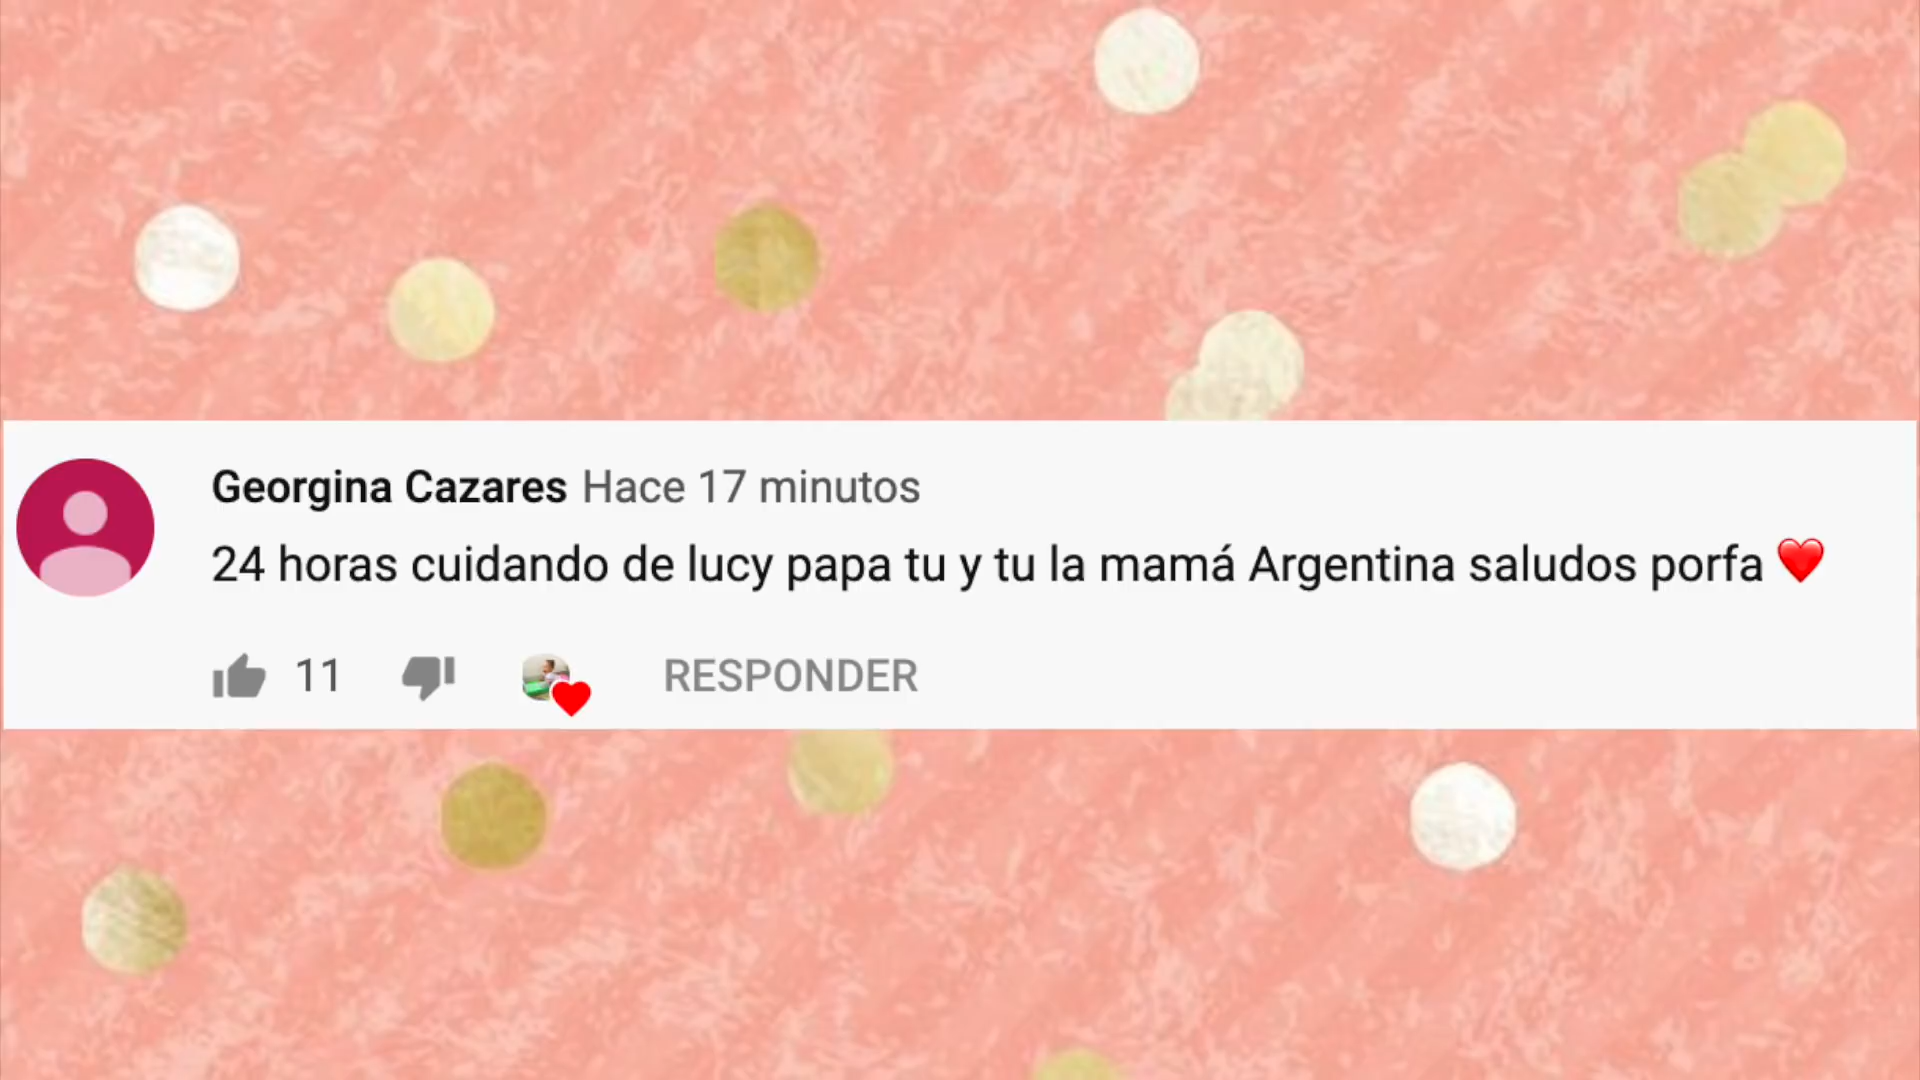 Georgina Cazares Hace 17 minutos
24 horas cuidando de lucy papa tu y tu la mamá Argentina saludos porfa ❤️
11 RESPONDER